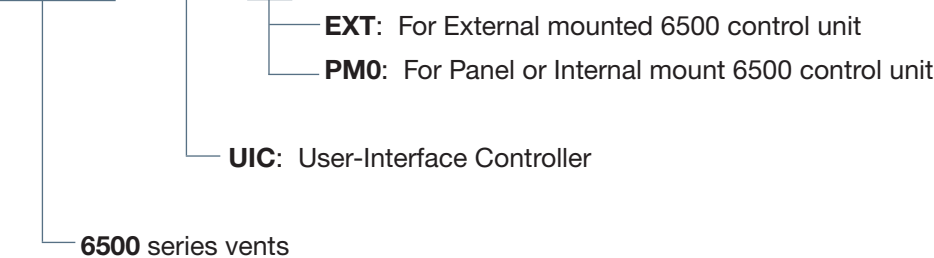 EXT: For External mounted 6500 control unit
PM0: For Panel or Internal mount 6500 control unit
UIC: User-Interface Controller
6500 series vents